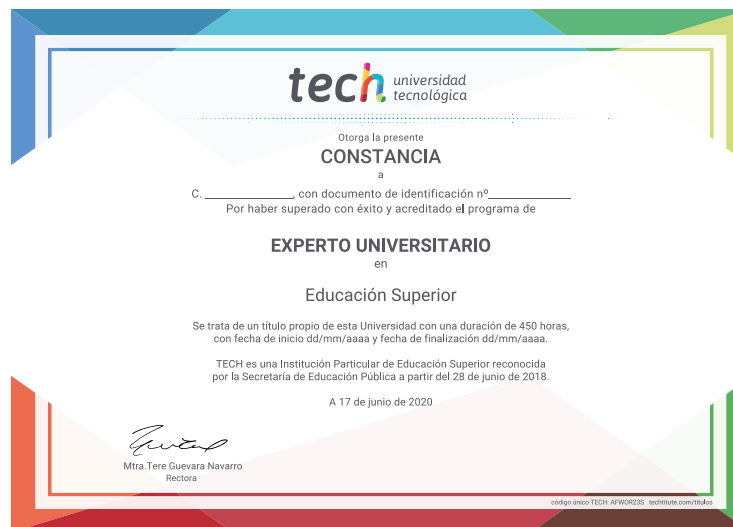 tech universidad
tecnológica
Otorga la presente
CONSTANCIA
a
C. ______________, con documento de identificación nº______________
Por haber superado con éxito y acreditado el programa de
EXPERTO UNIVERSITARIO
en
Educación Superior
Se trata de un título propio de esta Universidad con una duración de 450 horas,
con fecha de inicio dd/mm/aaaa y fecha de finalización dd/mm/aaaa.
TECH es una Institución Particular de Educación Superior reconocida
por la Secretaría de Educación Pública a partir del 28 de junio de 2018.
A 17 de junio de 2020
Mtra.Tere Guevara Navarro
Rectora
código único TECH: AFWOR23S techtitute.com/titulos